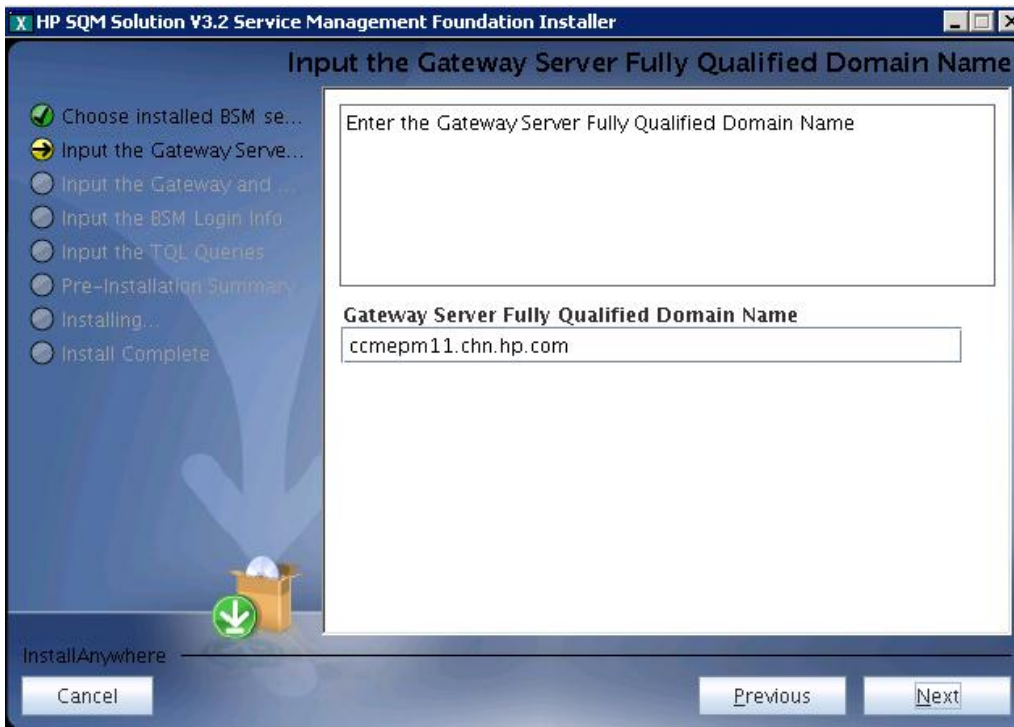 HP SQM Solution V3.2 Service Management Foundation Installer
Input the Gateway Server Fully Qualified Domain Name
Choose installed BSM se...
Input the Gateway Serve...
Input the Gateway and ...
Input the BSM Login Info
Input the TQL Queries
Pre-Installation Summary
Installing...
Install Complete
Enter the Gateway Server Fully Qualified Domain Name
Gateway Server Fully Qualified Domain Name
ccmepm11.chn.hp.com
InstallAnywhere
Cancel
Previous
Next